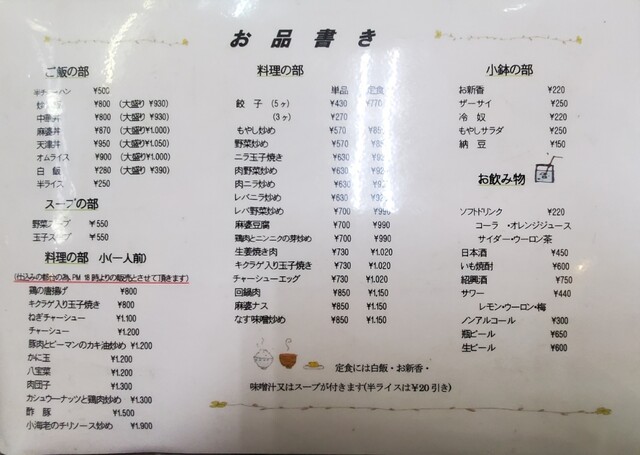 お品書き
ご飯の部
半チャーハン ¥500
¥800 (大盛り ¥930)
中華丼 ¥800 (大盛り ¥930)
麻婆丼 ¥870 (大盛り¥1.000)
天津丼 ¥950 (大盛り¥1.050)
オムライス ¥900 (大盛り¥1.000)
白飯 ¥280 (大盛り ¥390)
半ライス ¥250
スープの部
野菜スープ ¥550
玉子スープ ¥550
料理の部 小(一人前)
(仕込みの都合の為、PM 18時よりの販売とさせて頂きます)
鶏の唐揚げ ¥800
キクラゲ入り玉子焼き ¥800
ねぎチャーシュー ¥1.100
チャーシュー ¥1.200
豚肉とピーマンのカキ油炒め ¥1.200
かに玉 ¥1.200
八宝菜 ¥1.200
肉団子 ¥1.300
カシュウーナッツと鶏肉炒め ¥1.300
酢豚 ¥1.500
小海老のチリソース炒め ¥1.900
料理の部
単品 定食
餃子(5ヶ) ¥430 ¥770
(3ヶ) ¥270
もやし炒め ¥570
野菜炒め ¥570
ニラ玉子焼き ¥630
肉野菜炒め ¥630
肉ニラ炒め ¥630
レバニラ炒め ¥630
レバ野菜炒め ¥700 ¥990
麻婆豆腐 ¥700 ¥990
鶏肉とニンニクの芽炒め ¥700 ¥990
生姜焼き肉 ¥730 ¥1.020
キクラゲ入り玉子焼き ¥730 ¥1.020
チャーシューエッグ ¥730 ¥1.020
回鍋肉 ¥850 ¥1,150
麻婆ナス ¥850 ¥1.150
なす味噌炒め ¥850 ¥1.150
定食には白飯・お新香・
味噌汁又はスープが付きます(半ライスは¥20引き)
小鉢の部
お新香 ¥220
ザーサイ ¥250
冷奴 ¥220
もやしサラダ ¥250
納豆 ¥150
お飲み物
ソフトドリンク ¥220
コーラ・オレンジジュース
サイダー・ウーロン茶
日本酒 ¥450
いも焼酎 ¥600
紹興酒 ¥750
サワー ¥440
レモン・ウーロン・梅
ノンアルコール ¥300
瓶ビール ¥650
生ビール ¥600